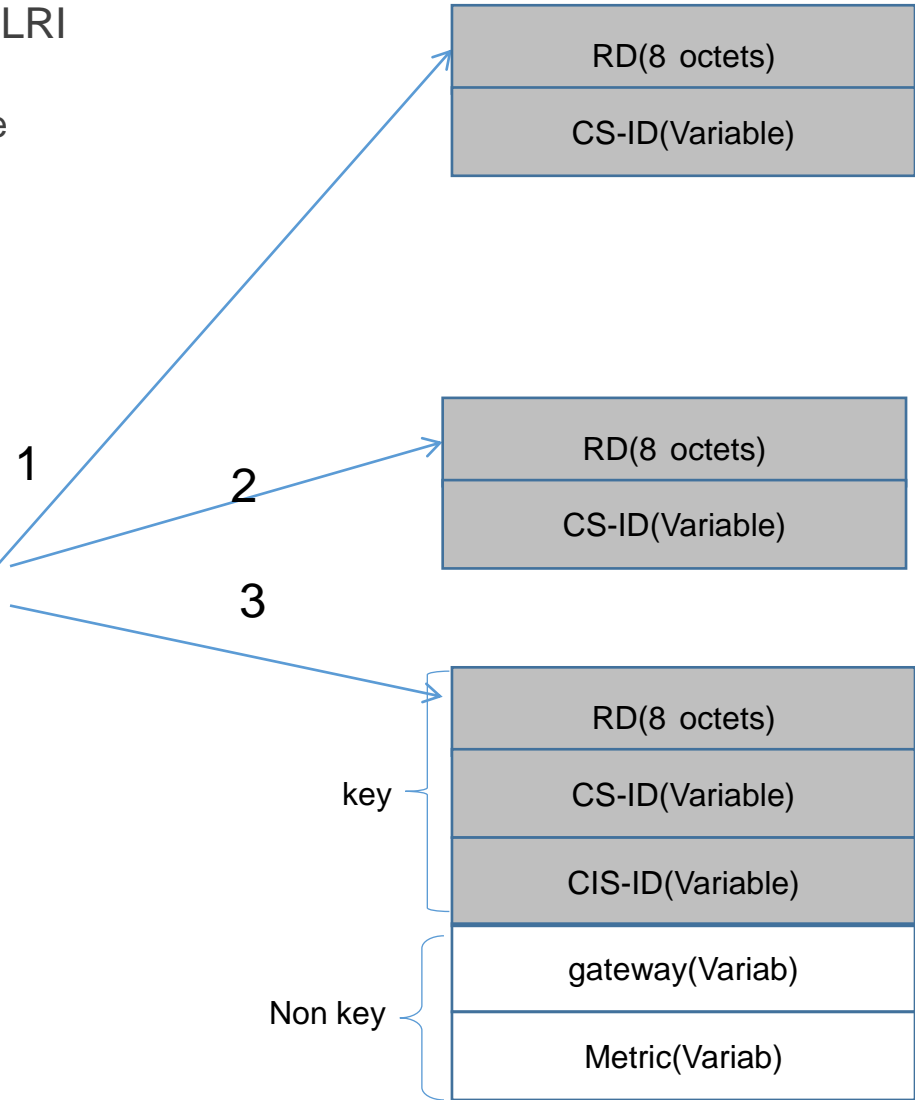 LRI
e
RD(8 octets)
CS-ID(Variable)
1
2
RD(8 octets)
CS-ID(Variable)
3
key
RD(8 octets)
CS-ID(Variable)
CIS-ID(Variable)
Non key
gateway(Variab)
Metric(Variab)